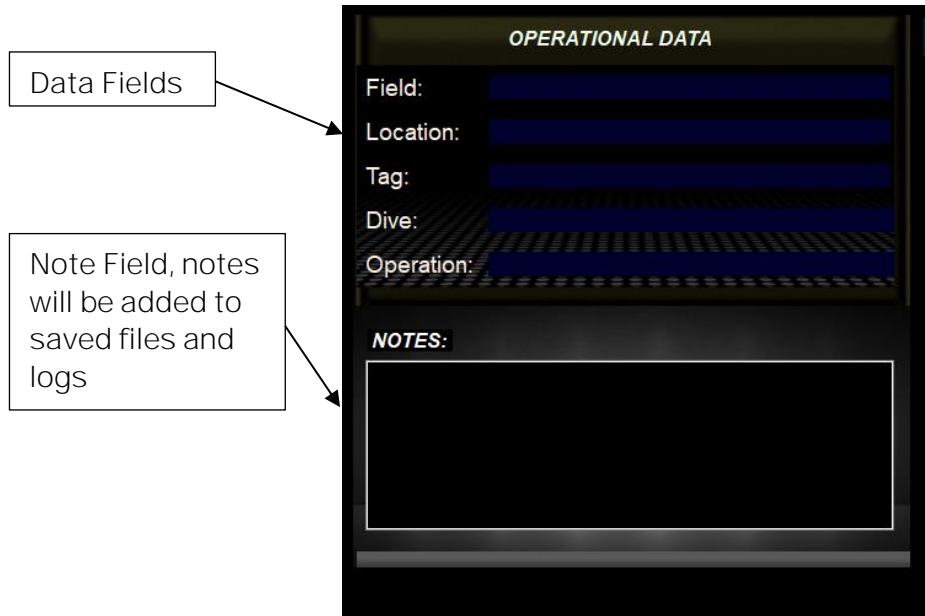 OPERATIONAL DATA
Data Fields
Field:
Location:
Tag:
Dive:
Operation:
Note Field, notes
will be added to
saved files and
logs
NOTES: